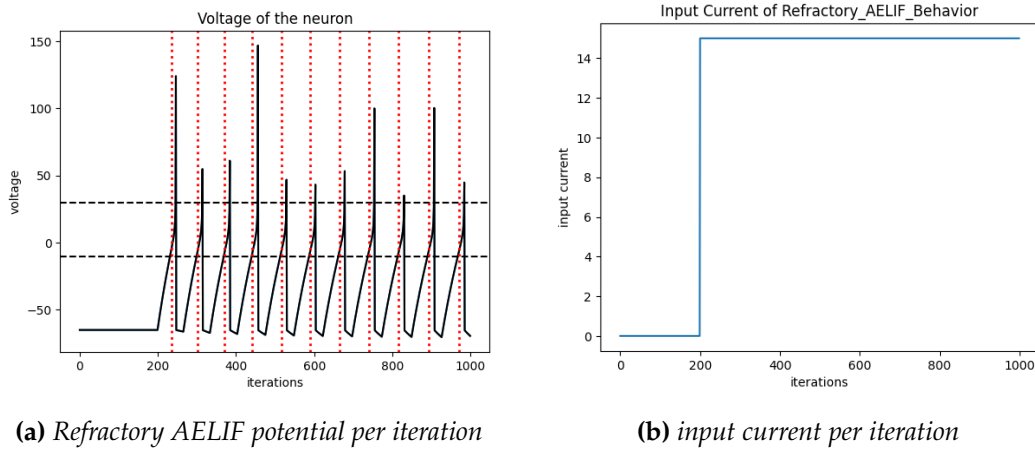 Voltage of the neuron
150
100
50
0
−50
voltage
0 200 400 600 800 1000
iterations
(a) Refractory AELIF potential per iteration
Input Current of Refractory_AELIF_Behavior
14
12
10
8
6
4
2
0
input current
0 200 400 600 800 1000
iterations
(b) input current per iteration